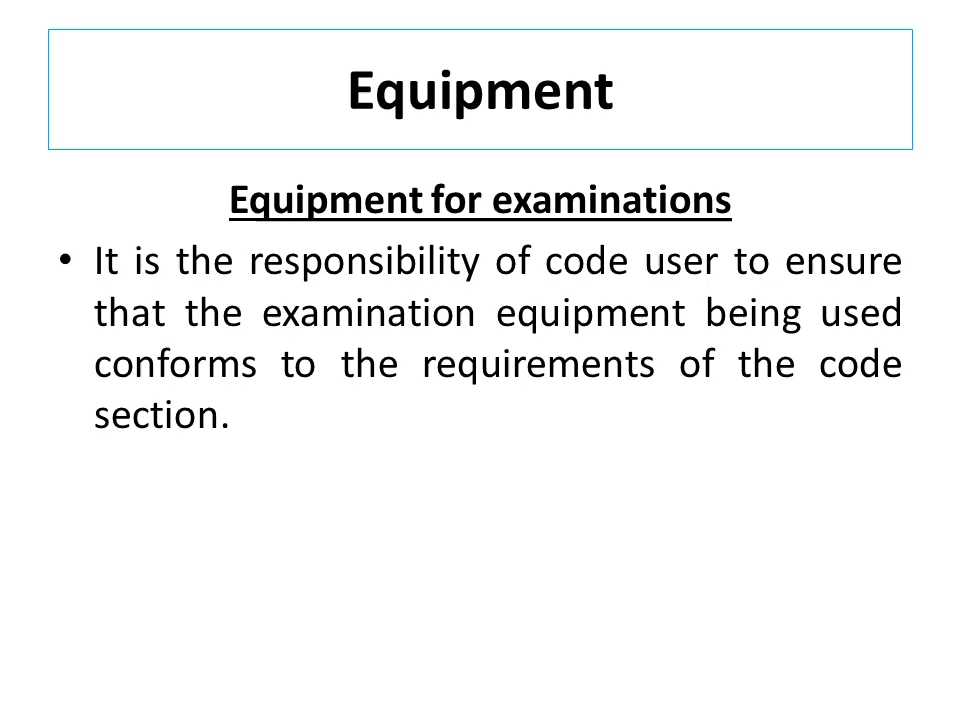 Equipment
Equipment for examinations
• It is the responsibility of code user to ensure
that the examination equipment being used
conforms to the requirements of the code
section.